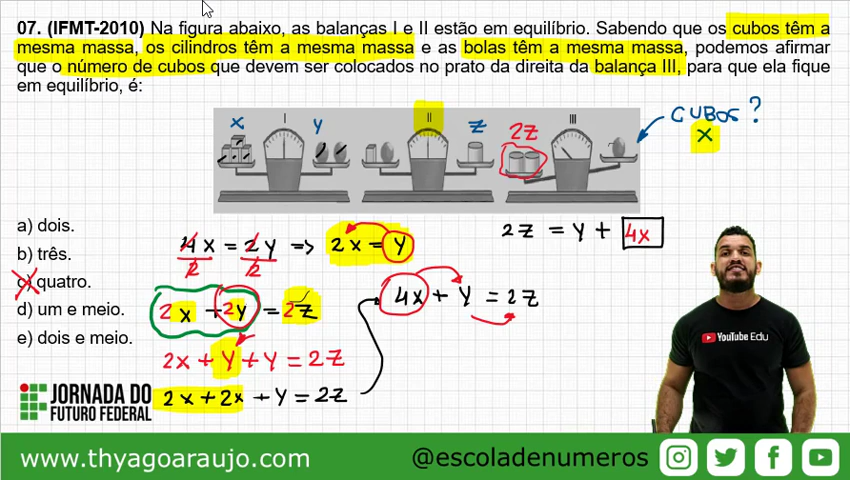 07. (IFMT-2010) Na figura abaixo, as balanças I e II estão em equilíbrio. Sabendo que os cubos têm a
mesma massa, os cilindros têm a mesma massa e as bolas têm a mesma massa, podemos afirmar
que o número de cubos que devem ser colocados no prato da direita da balança III, para que ela fique
em equilíbrio, é:
CUBOS ?
X
I
II
III
X
Y
Z
2Z
a) dois.
b) três.
c) quatro.
d) um e meio.
e) dois e meio.
4X = 2Y => 2X = Y
2 2
2Z = Y + 4X
2X + 2Y = 2Z
4X + Y = 2Z
2X + Y + Y = 2Z
2X + 2X + Y = 2Z
JORNADA DO
FUTURO FEDERAL
YouTube Edu
www.thyagoaraujo.com
@escoladenumeros